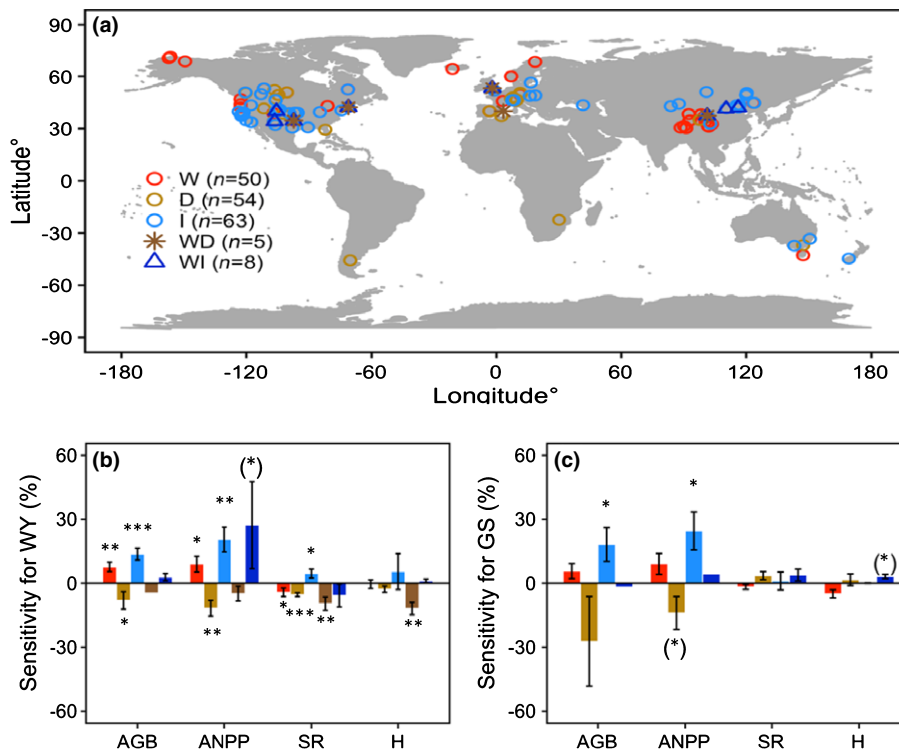 (a)
90
60
30
0
-30
-60
-90
Latitude°
W (n=50)
D (n=54)
I (n=63)
WD (n=5)
WI (n=8)
-180 -120 -60 0 60 120 180
Longitude°
(b)
Sensitivity for WY (%)
60
30
0
-30
-60
** * *** * ** (*) ** * *** * ** **
AGB ANPP SR H
(c)
Sensitivity for GS (%)
60
30
0
-30
-60
* * (*) (*)
AGB ANPP SR H